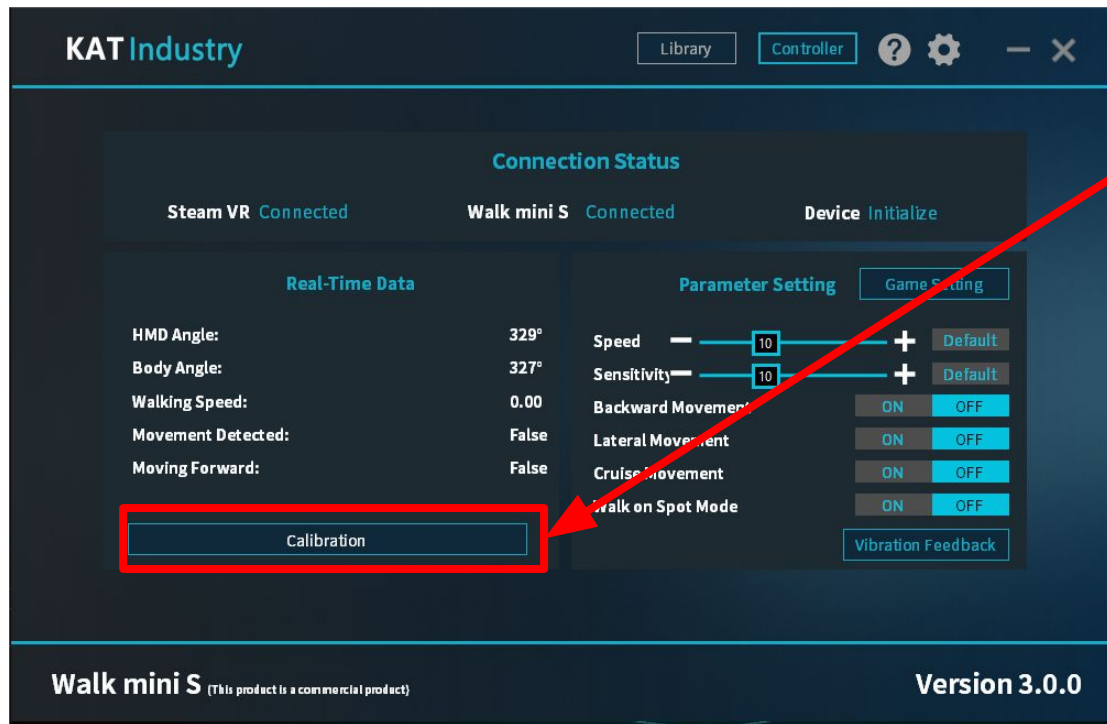 KAT Industry
Library
Controller
?
Connection Status
Steam VR Connected
Walk mini S Connected
Device Initialize
Real-Time Data
HMD Angle: 329°
Body Angle: 327°
Walking Speed: 0.00
Movement Detected: False
Moving Forward: False
Calibration
Parameter Setting
Game Setting
Speed 10 Default
Sensitivity 10 Default
Backward Movement ON OFF
Lateral Movement ON OFF
Cruise Movement ON OFF
Walk on Spot Mode ON OFF
Vibration Feedback
Walk mini S (This product is a commercial product)
Version 3.0.0